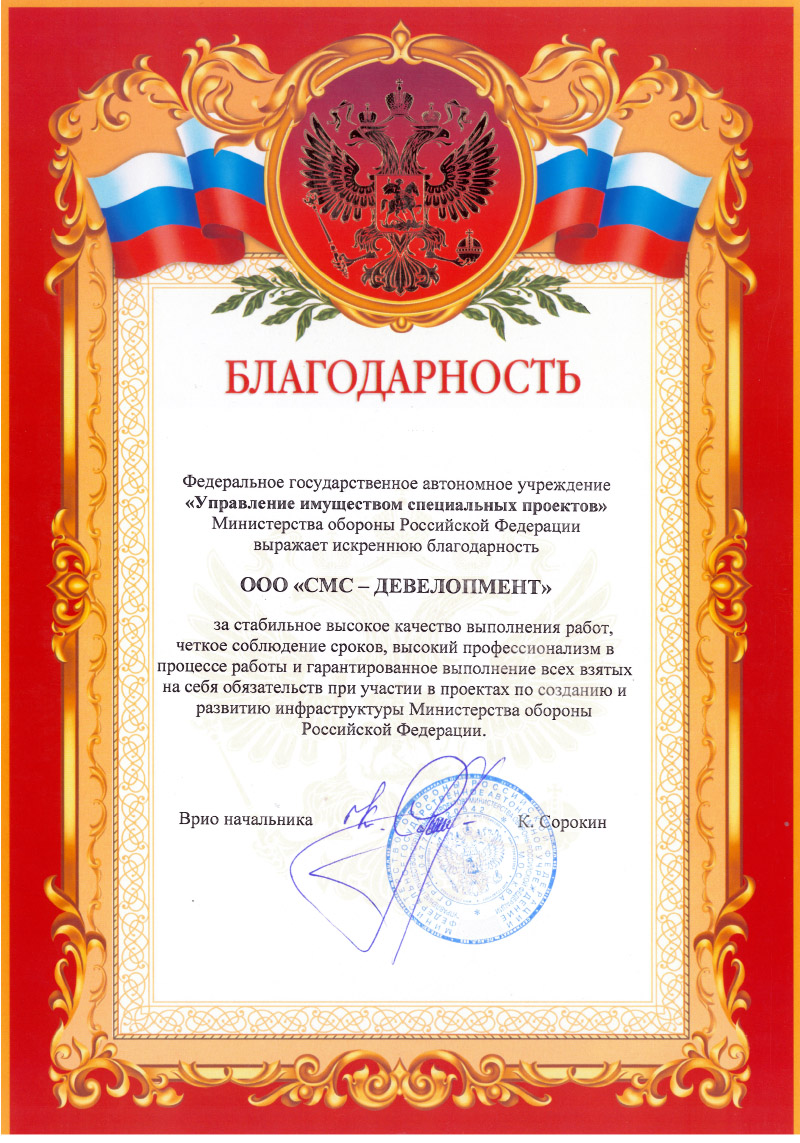 БЛАГОДАРНОСТЬ
Федеральное государственное автономное учреждение
«Управление имуществом специальных проектов»
Министерства обороны Российской Федерации
выражает искреннюю благодарность
ООО «СМС – ДЕВЕЛОПМЕНТ»
за стабильное высокое качество выполнения работ,
четкое соблюдение сроков, высокий профессионализм в
процессе работы и гарантированное выполнение всех взятых
на себя обязательств при участии в проектах по созданию и
развитию инфраструктуры Министерства обороны
Российской Федерации.
Врио начальника К. Сорокин